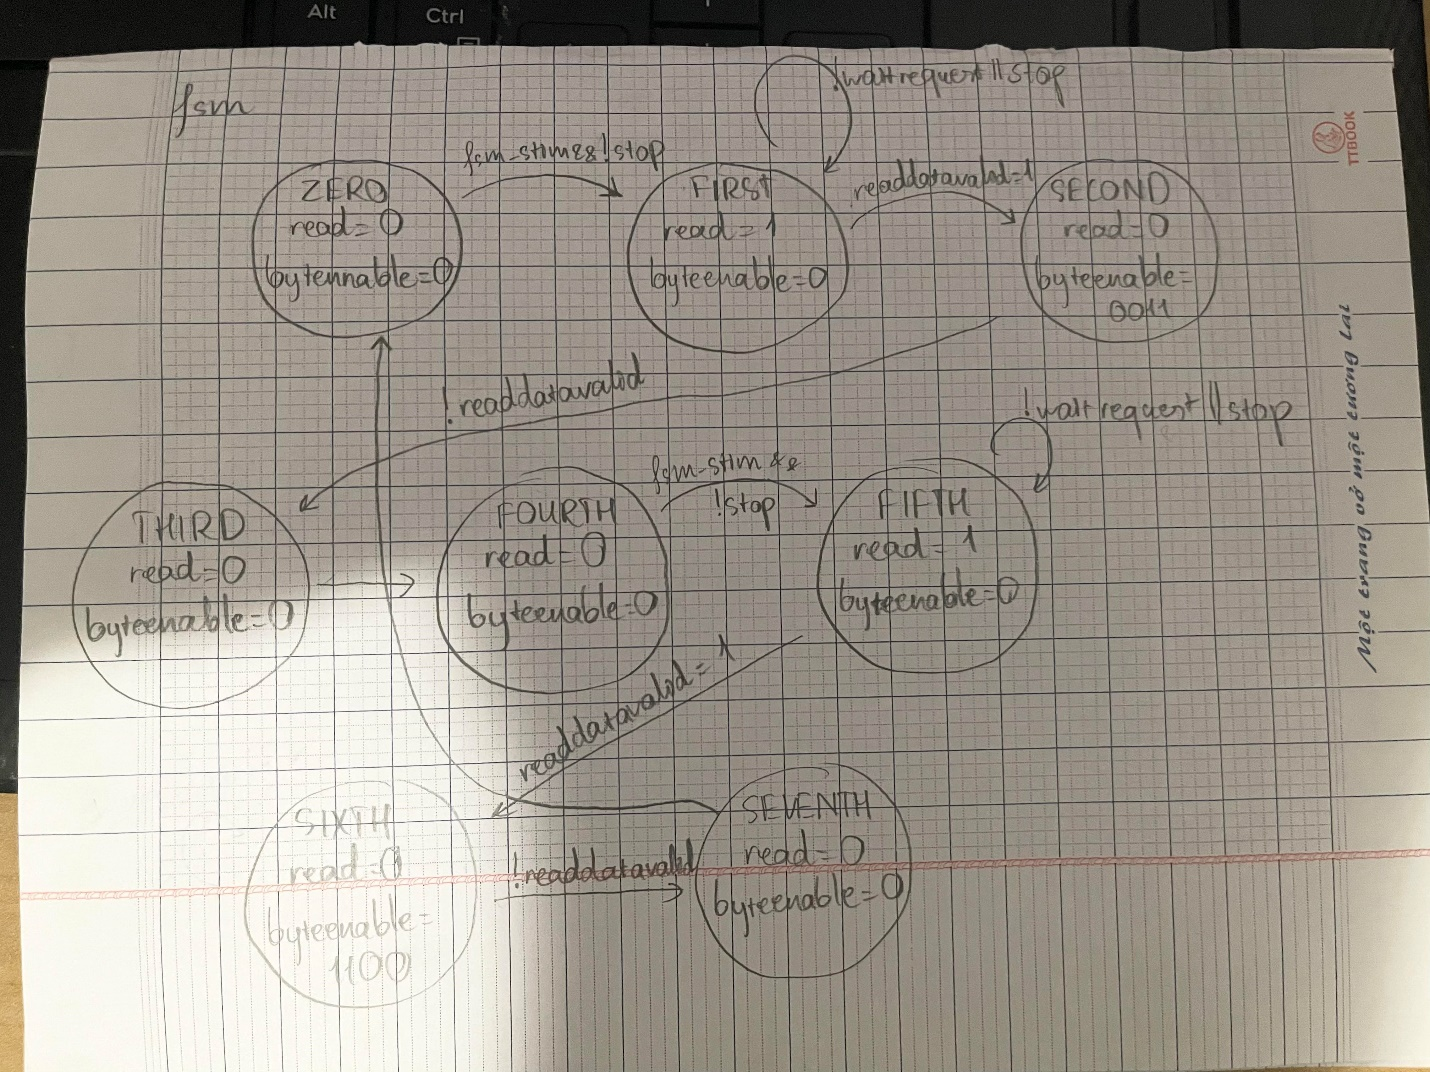 Alt
Ctrl
fsm
!waitrequest || stop
fsm_stim && !stop
readdatavalid=1
ZERO
read=0
bytennable=0
FIRST
read=1
byteenable=0
SECOND
read=0
byteenable=
0011
TTBOOK
!readdatavalid
!waitrequest || stop
fsm_stim &&
!stop
THIRD
read=0
byteenable=0
FOURTH
read=0
byteenable=0
FIFTH
read=1
byteenable=0
Một trang vở một tương lai
readdatavalid=1
SIXTH
read=0
byteenable=
1100
!readdatavalid
SEVENTH
read=0
byteenable=0